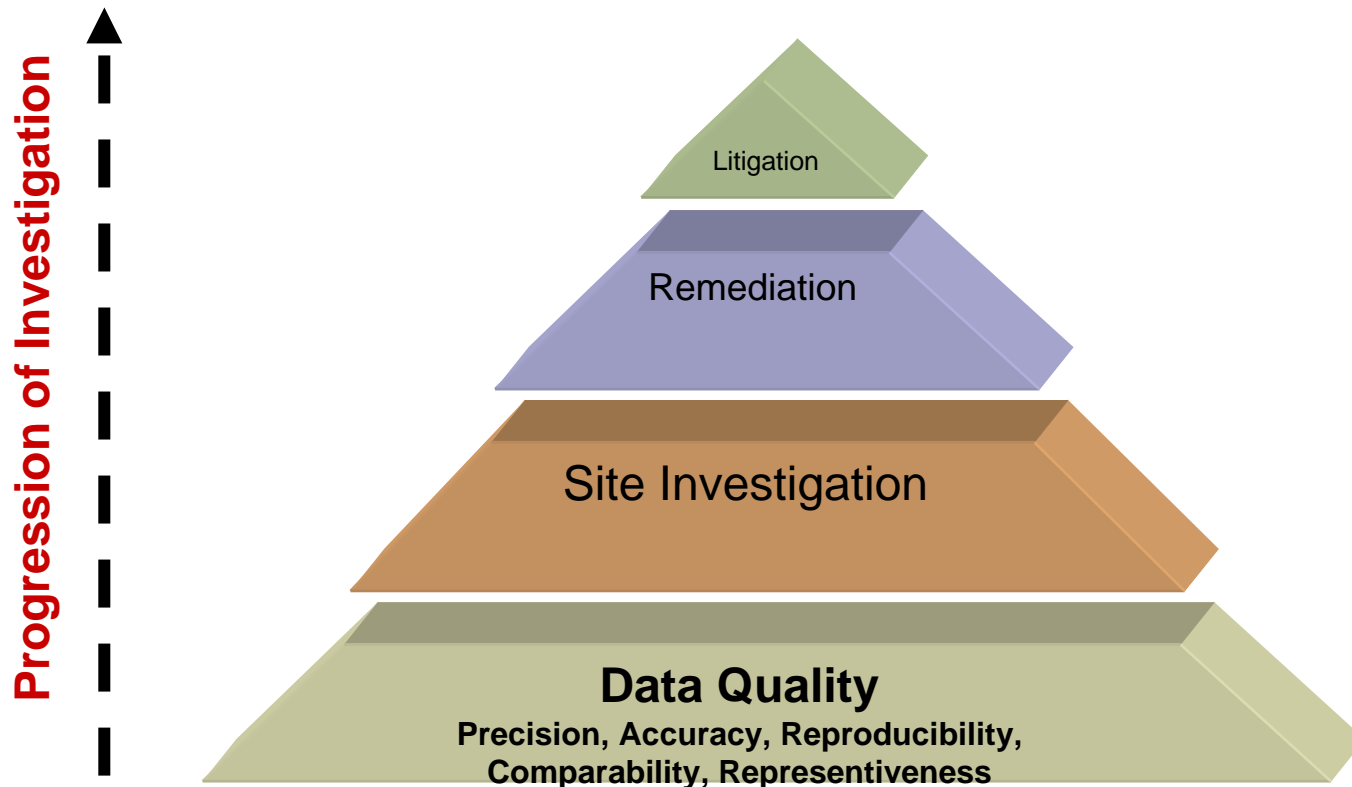 Progression of Investigation
Litigation
Remediation
Site Investigation
Data Quality
Precision, Accuracy, Reproducibility,
Comparability, Representiveness